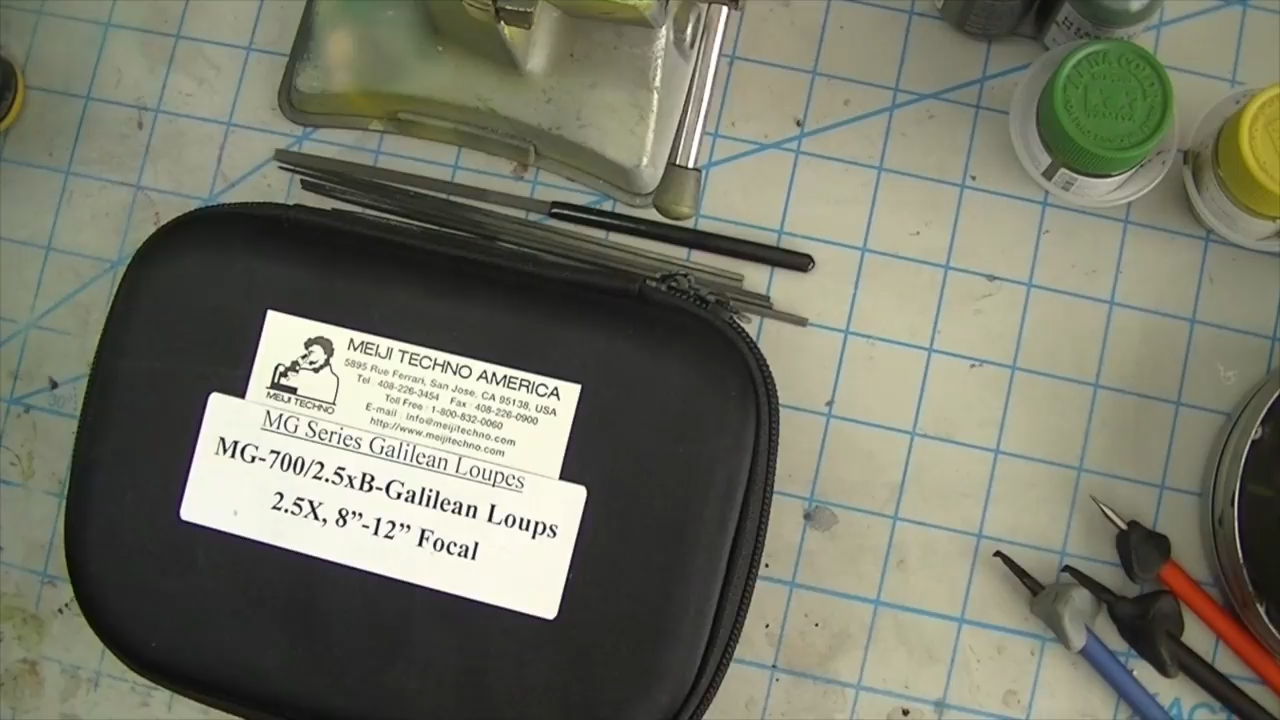 MEIJI TECHNO AMERICA
5895 Rue Ferrari, San Jose, CA 95138, USA
Tel 408-226-3454 Fax 408-226-0900
Toll Free : 1-800-832-0060
E-mail : Info@meijitechno.com
http://www.meijitechno.com
MEIJI TECHNO
MG Series Galilean Loupes
MG-700/2.5xB-Galilean Loups
2.5X, 8”-12” Focal